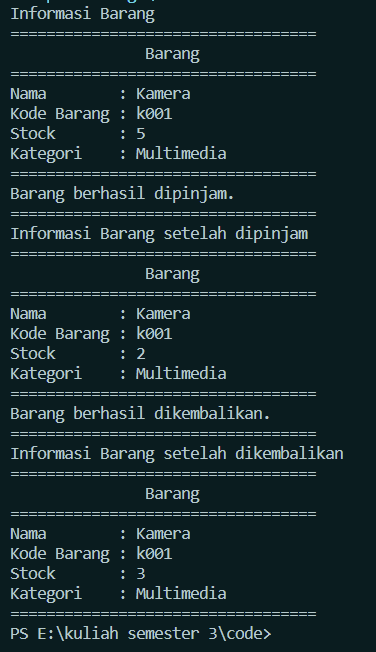 Informasi Barang
==================================
               Barang
==================================
Nama        : Kamera
Kode Barang : k001
Stock       : 5
Kategori    : Multimedia
==================================
Barang berhasil dipinjam.
==================================
Informasi Barang setelah dipinjam
==================================
               Barang
==================================
Nama        : Kamera
Kode Barang : k001
Stock       : 2
Kategori    : Multimedia
==================================
Barang berhasil dikembalikan.
==================================
Informasi Barang setelah dikembalikan
==================================
               Barang
==================================
Nama        : Kamera
Kode Barang : k001
Stock       : 3
Kategori    : Multimedia
==================================
PS E:\kuliah semester 3\code>